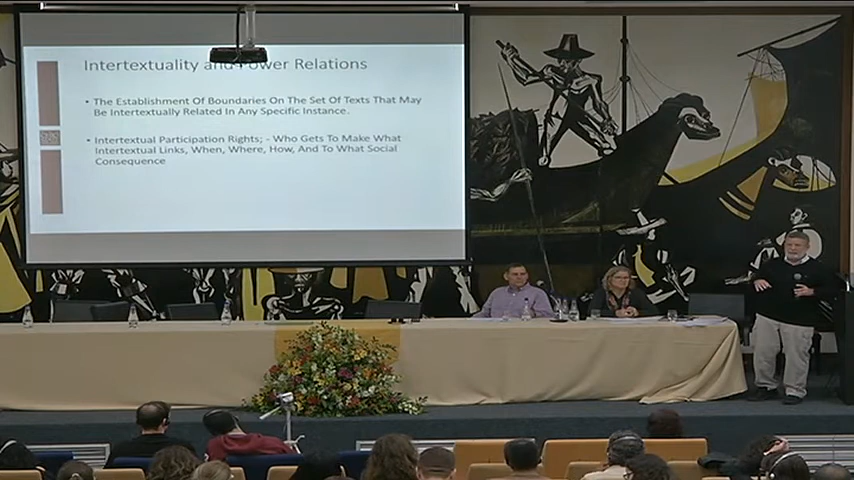 Intertextuality and Power Relations
• The Establishment Of Boundaries On The Set Of Texts That May
Be Intertextually Related In Any Specific Instance.
• Intertextual Participation Rights; - Who Gets To Make What
Intertextual Links, When, Where, How, And To What Social
Consequence